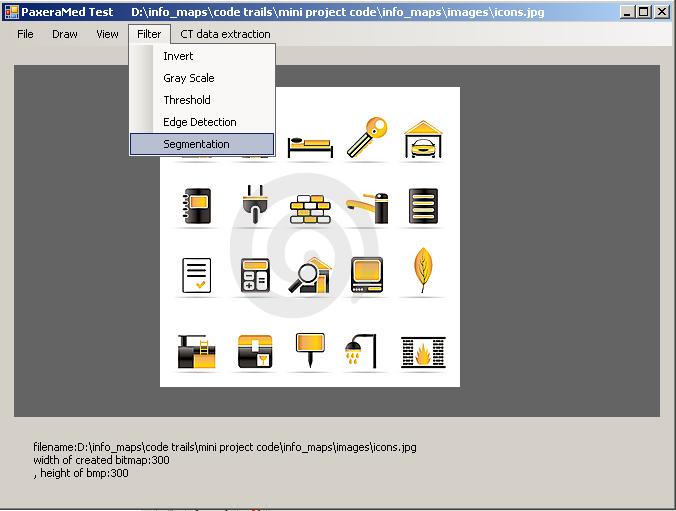 PaxeraMed Test D:\info_maps\code trails\mini project code\info_maps\images\icons.jpg
File Draw View Filter CT data extraction
Invert
Gray Scale
Threshold
Edge Detection
Segmentation
filename:D:\info_maps\code trails\mini project code\info_maps\images\icons.jpg
width of created bitmap:300
, height of bmp:300